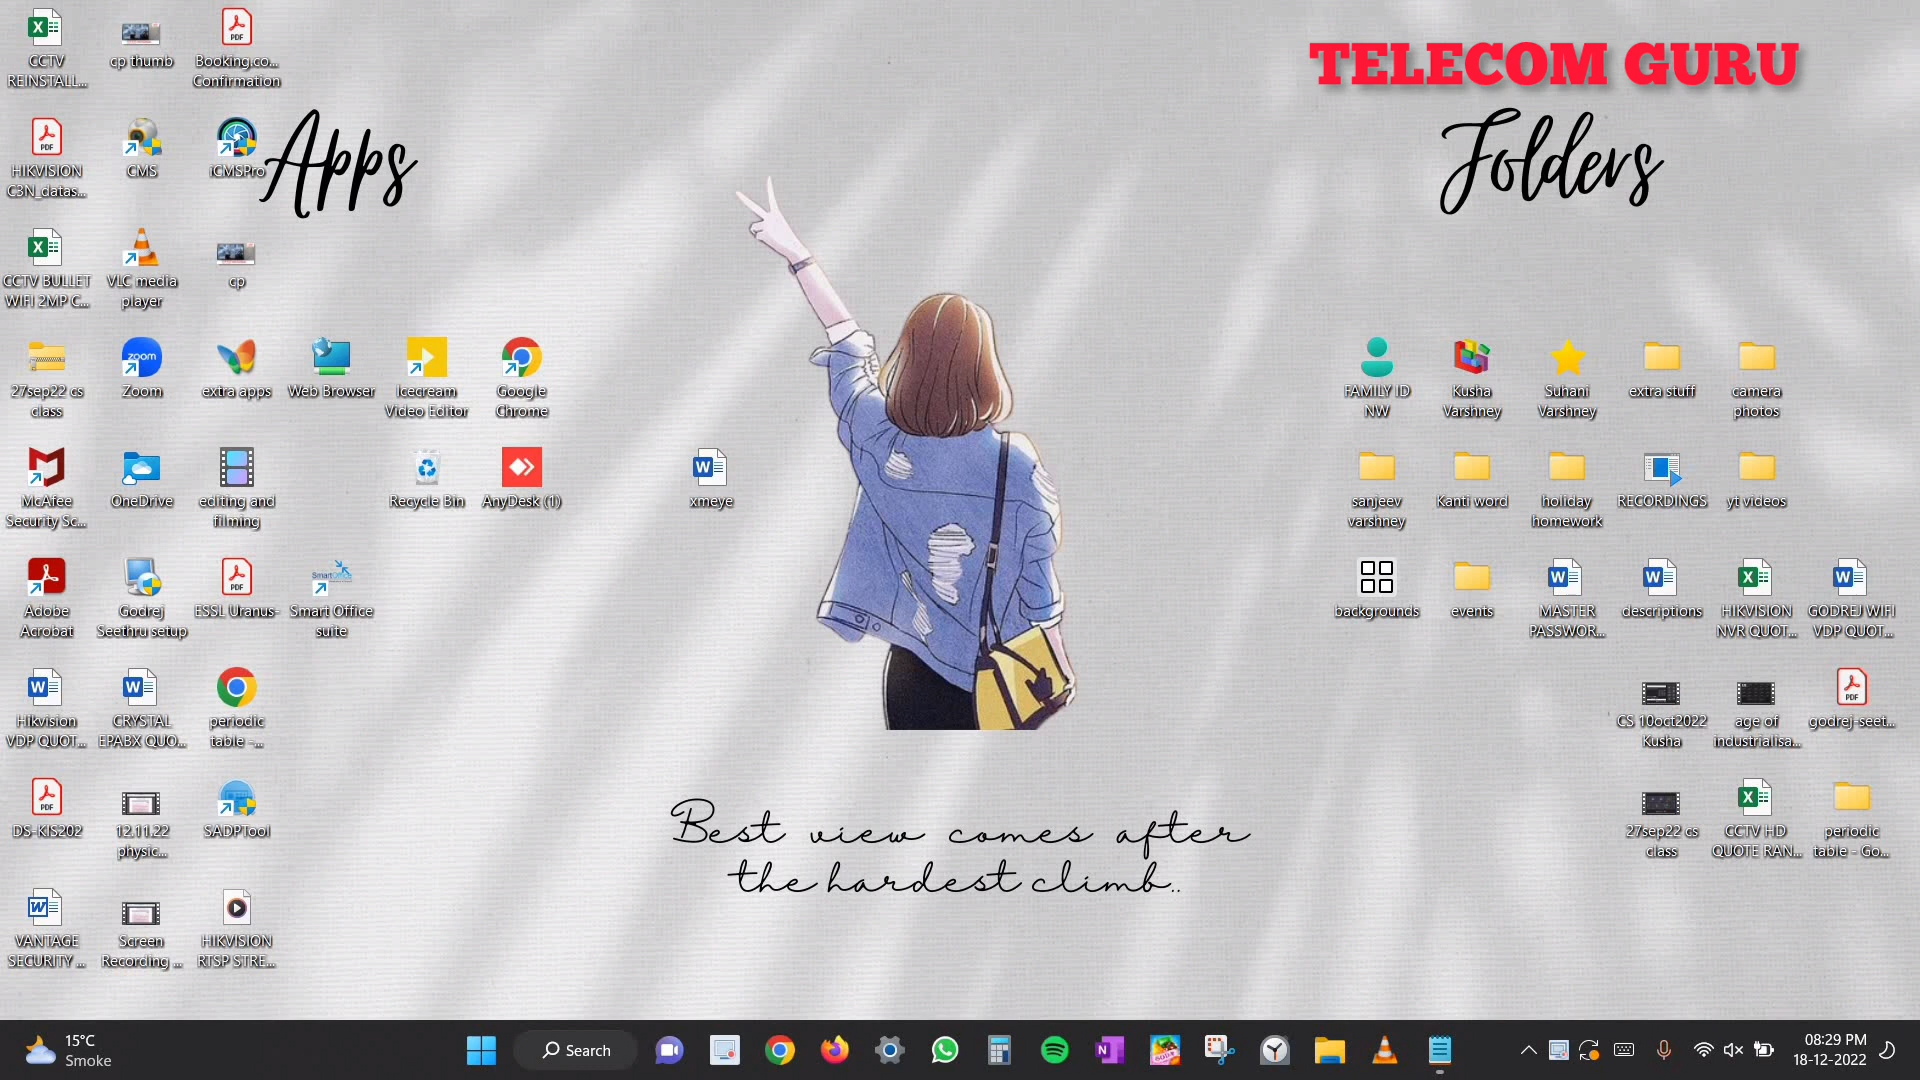 CCTV
REINSTALL...
cp thumb
Booking.co...
Confirmation
TELECOM GURU
Apps
Folders
HIKVISION
C3N_datas...
CMS
iCMSPro
CCTV BULLET
WIFI 2MP C...
VLC media
player
cp
27sep22 cs
class
Zoom
extra apps
Web Browser
Icecream
Video Editor
Google
Chrome
FAMILY ID
NW
Kusha
Varshney
Suhani
Varshney
extra stuff
camera
photos
McAfee
Security Sc...
OneDrive
editing and
filming
Recycle Bin
AnyDesk (1)
xmeye
sanjeev
varshney
Kanti word
holiday
homework
RECORDINGS
yt videos
Adobe
Acrobat
Godrej
Seethru setup
ESSL Uranus-
Smart Office
suite
backgrounds
events
MASTER
PASSWOR...
descriptions
HIKVISION
NVR QUOT...
GODREJ WIFI
VDP QUOT...
Hikvision
VDP QUOT...
CRYSTAL
EPABX QUO...
periodic
table -...
CS 10oct2022
Kusha
age of
industrialisa...
godrej-seet...
DS-KIS202
12.11.22
physic...
SADPTool
27sep22 cs
class
CCTV HD
QUOTE RAN...
periodic
table - Go...
Best view comes after
the hardest climb..
VANTAGE
SECURITY ...
Screen
Recording ...
HIKVISION
RTSP STRE...
15°C
Smoke
Search
08:29 PM
18-12-2022